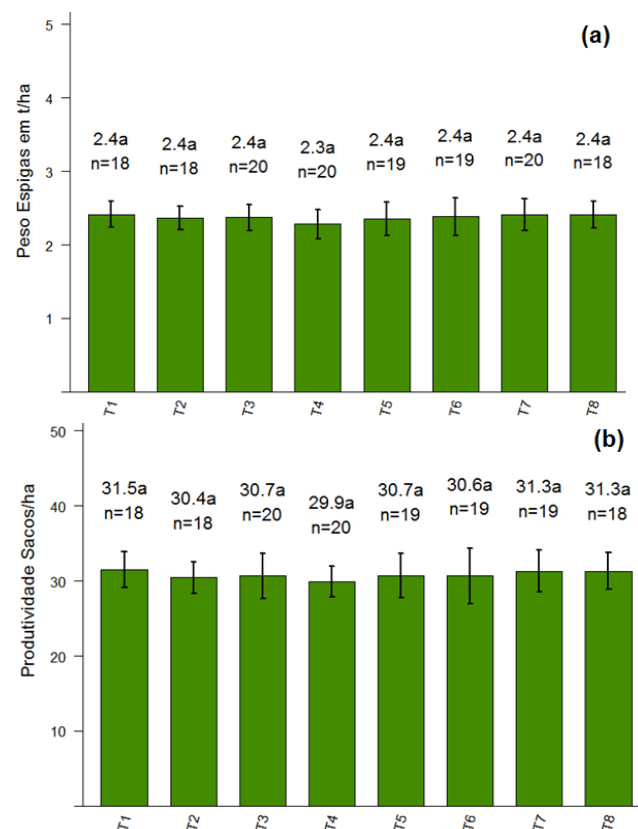 (a)
Peso Espigas em t/ha
5
4
3
2
1
2.4a 2.4a 2.4a 2.3a 2.4a 2.4a 2.4a 2.4a
n=18 n=18 n=20 n=20 n=19 n=19 n=20 n=18
T1 T2 T3 T4 T5 T6 T7 T8
(b)
Produtividade Sacos/ha
50
40
30
20
10
31.5a 30.4a 30.7a 29.9a 30.7a 30.6a 31.3a 31.3a
n=18 n=18 n=20 n=20 n=19 n=19 n=19 n=18
T1 T2 T3 T4 T5 T6 T7 T8